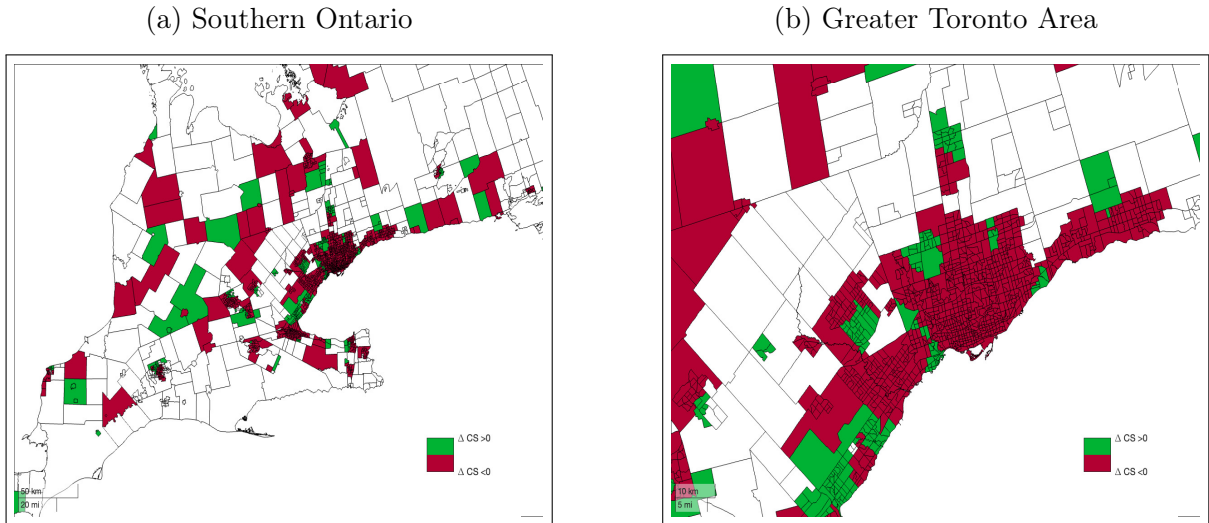 (a) Southern Ontario
Δ CS >0
Δ CS <0
50 km
20 mi
(b) Greater Toronto Area
Δ CS >0
Δ CS <0
10 km
5 mi